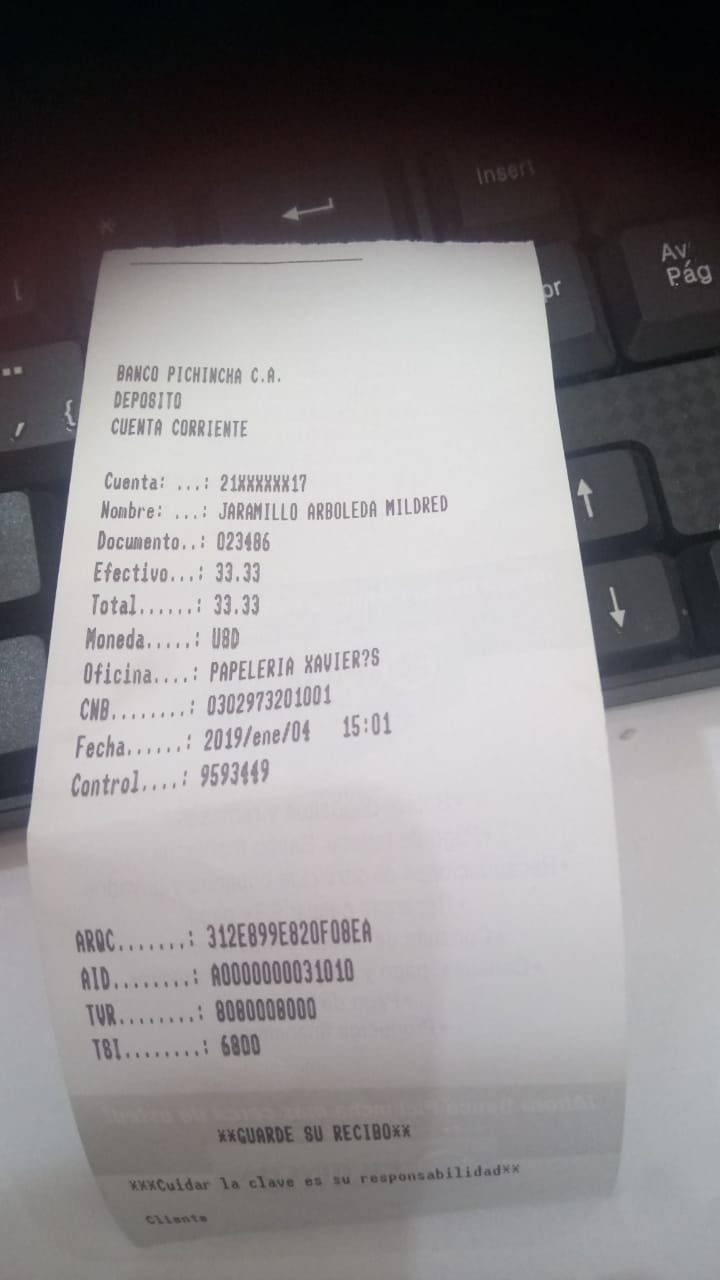 Insert
*
[
Av
Pág
pr
¨
{
,
BANCO PICHINCHA C.A.
DEPOSITO
CUENTA CORRIENTE
Cuenta: ...: 21XXXXXX17
Nombre: ...: JARAMILLO ARBOLEDA MILDRED
Documento..: 023486
Efectivo...: 33.33
Total......: 33.33
Moneda.....: USD
Oficina....: PAPELERIA XAVIER?S
CNB........: 0302973201001
Fecha......: 2019/ene/04 15:01
Control....: 9593449
ARQC.......: 312E899E820F08EA
AID........: A0000000031010
TVR........: 8080008000
TSI........: 6800
**GUARDE SU RECIBO**
***Cuidar la clave es su responsabilidad**
Cliente